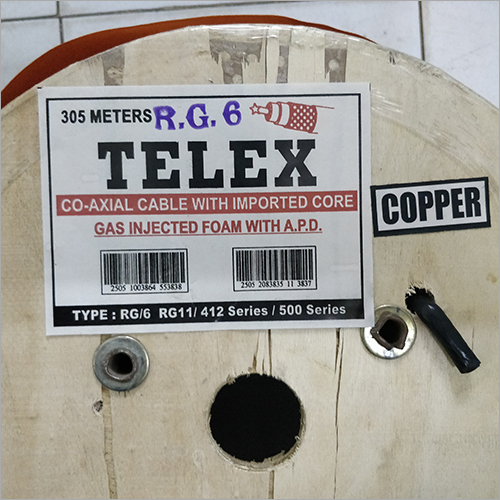 305 METERS R.G.6
TELEX
CO-AXIAL CABLE WITH IMPORTED CORE
GAS INJECTED FOAM WITH A.P.D.
COPPER
2505 1003864 553838
2505 2083835 11 3837
TYPE : RG/6 RG11/ 412 Series / 500 Series